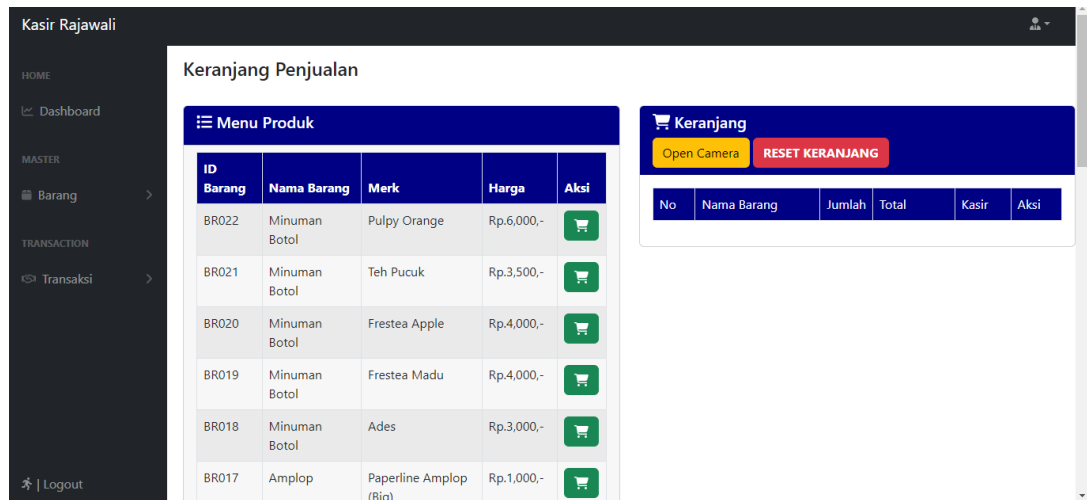 Kasir Rajawali
HOME
Dashboard
MASTER
Barang
TRANSACTION
Transaksi
| Logout
Keranjang Penjualan
Menu Produk
ID Barang Nama Barang Merk Harga Aksi
BR022 Minuman Botol Pulpy Orange Rp.6,000,-
BR021 Minuman Botol Teh Pucuk Rp.3,500,-
BR020 Minuman Botol Frestea Apple Rp.4,000,-
BR019 Minuman Botol Frestea Madu Rp.4,000,-
BR018 Minuman Botol Ades Rp.3,000,-
BR017 Amplop Paperline Amplop (Big) Rp.1,000,-
Keranjang
Open Camera RESET KERANJANG
No Nama Barang Jumlah Total Kasir Aksi